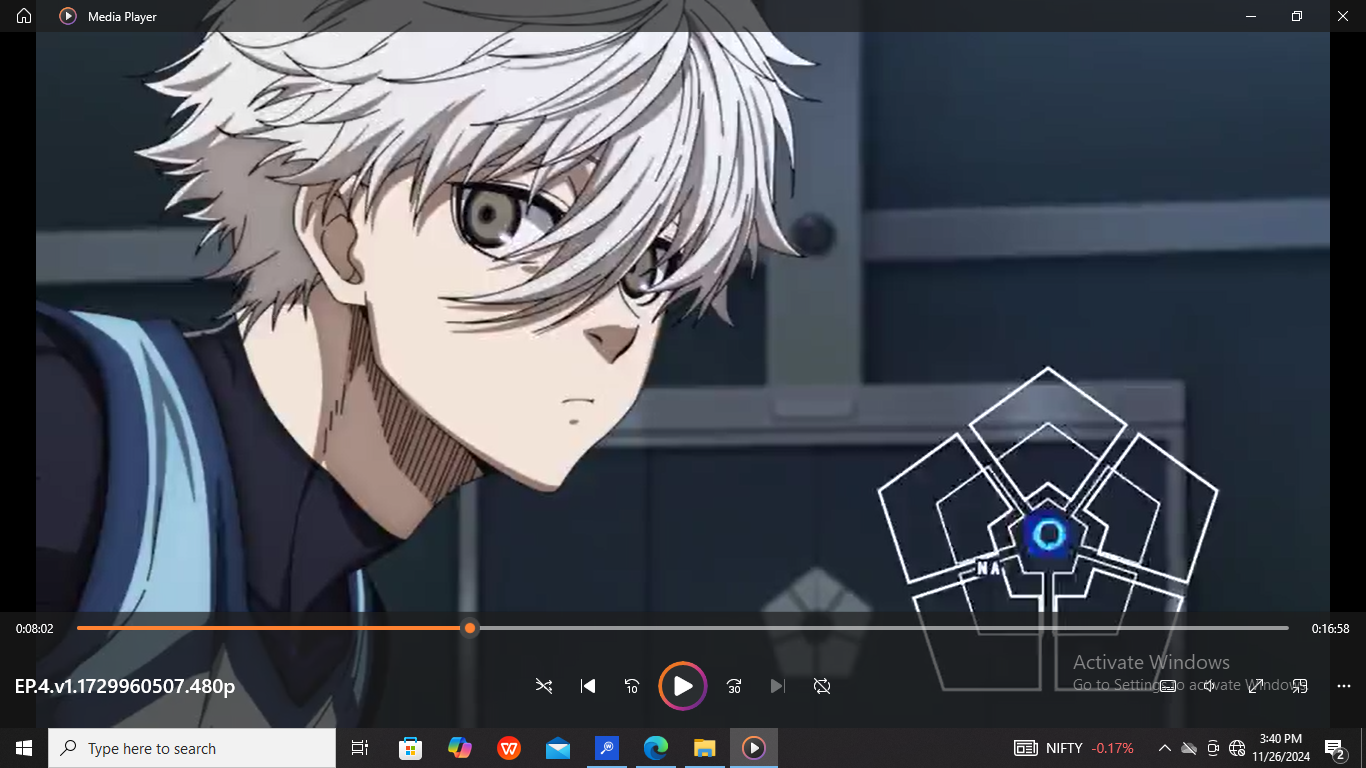 Media Player
NA
0:08:02
0:16:58
Activate Windows
Go to Settings to activate Windows.
EP.4.v1.1729960507.480p
10
30
Type here to search
NIFTY -0.17%
3:40 PM
11/26/2024
2